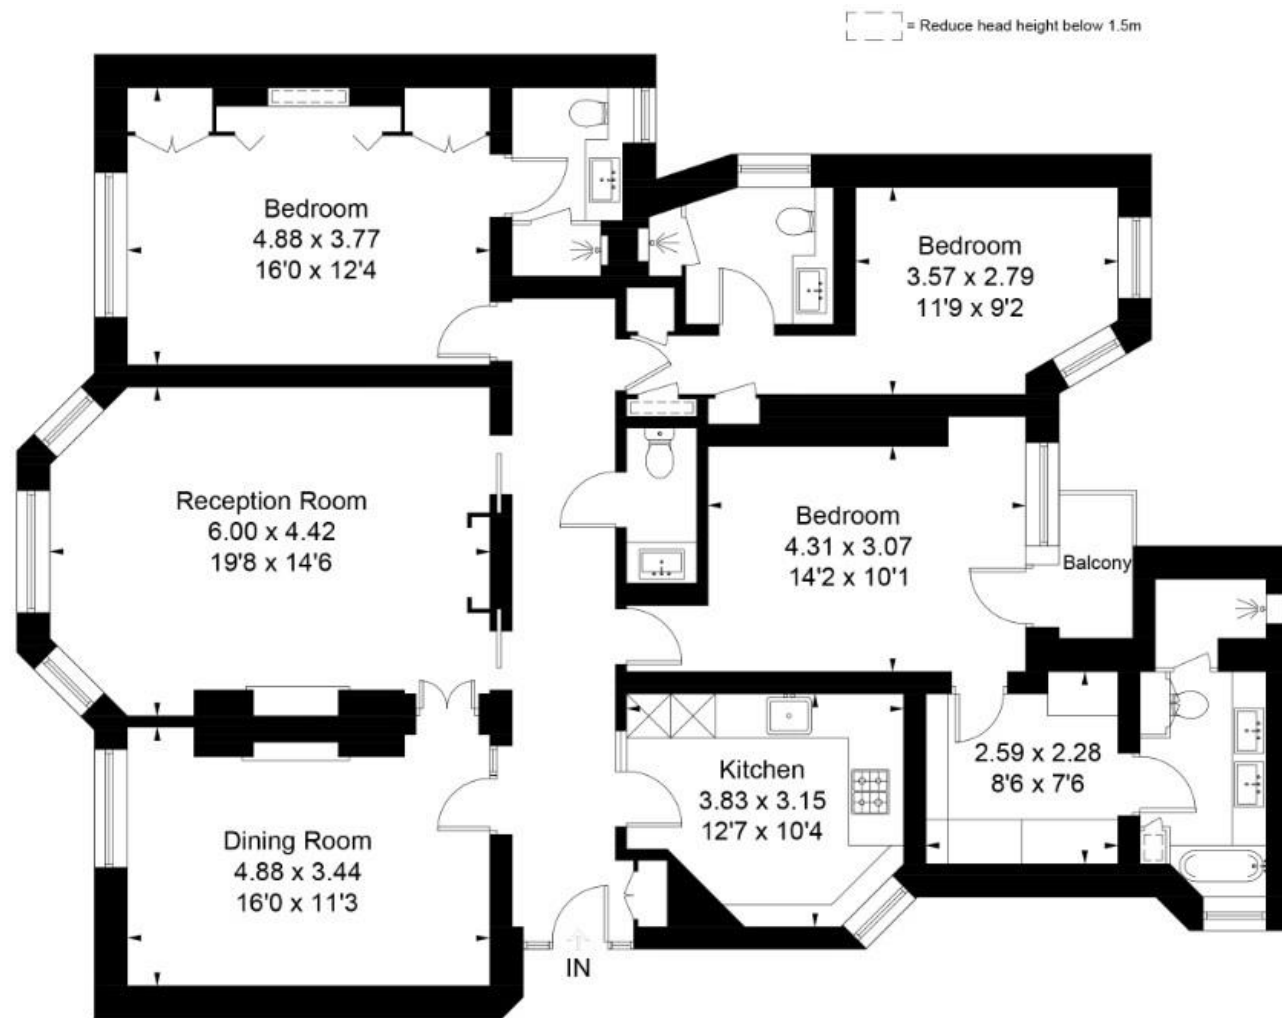 = Reduce head height below 1.5m
Bedroom
4.88 x 3.77
16'0 x 12'4
Bedroom
3.57 x 2.79
11'9 x 9'2
Reception Room
6.00 x 4.42
19'8 x 14'6
Bedroom
4.31 x 3.07
14'2 x 10'1
Balcony
Kitchen
3.83 x 3.15
12'7 x 10'4
2.59 x 2.28
8'6 x 7'6
Dining Room
4.88 x 3.44
16'0 x 11'3
IN